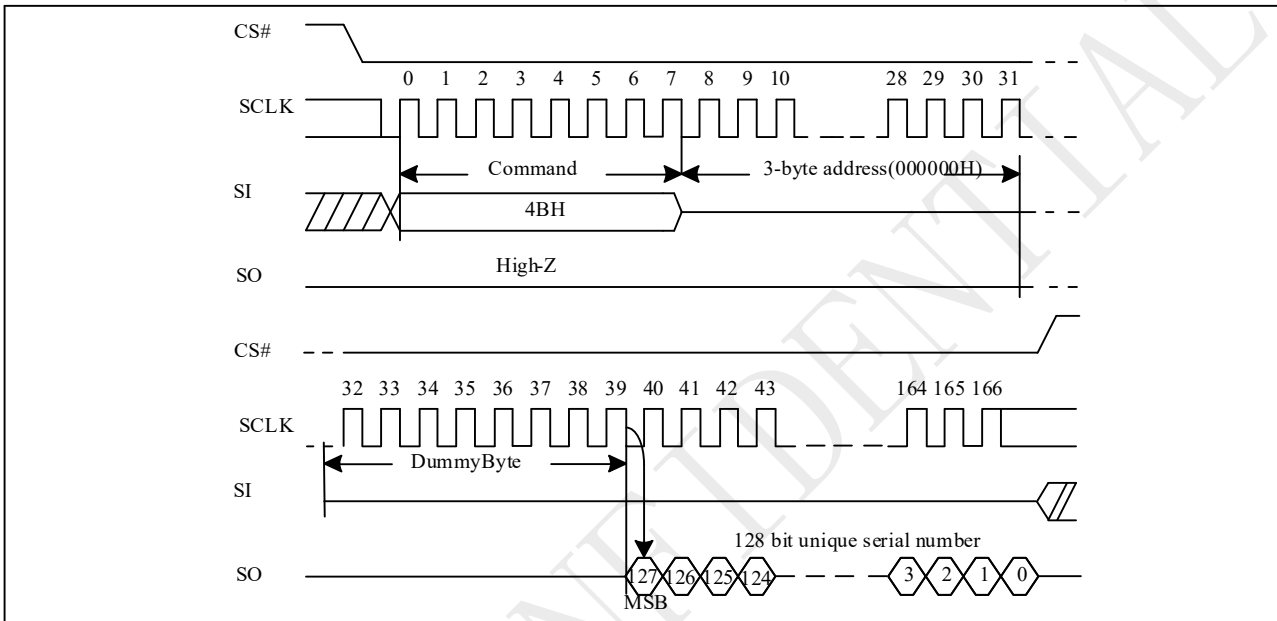 CS#
0 1 2 3 4 5 6 7 8 9 10 28 29 30 31
SCLK
Command 3-byte address(000000H)
SI
4BH
High-Z
SO
CS#
32 33 34 35 36 37 38 39 40 41 42 43 164 165 166
SCLK
DummyByte
SI
128 bit unique serial number
SO 127 126 125 124 3 2 1 0
MSB